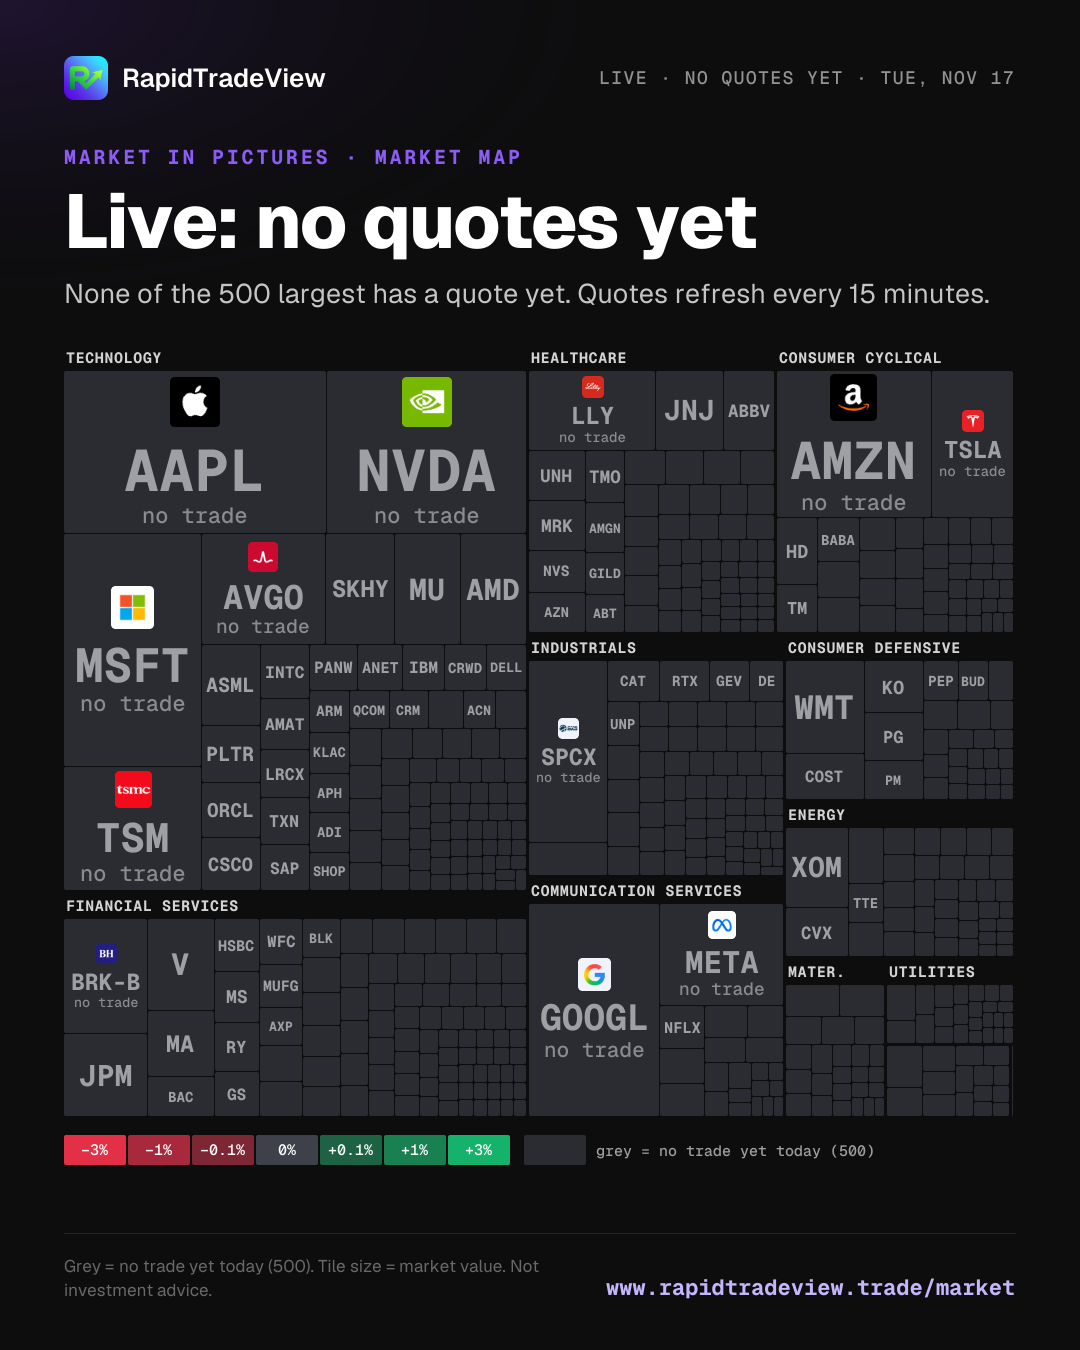 RapidTradeView
LIVE · NO QUOTES YET · TUE, NOV 17
MARKET IN PICTURES · MARKET MAP
Live: no quotes yet
None of the 500 largest has a quote yet. Quotes refresh every 15 minutes.
TECHNOLOGY
AAPL
no trade
NVDA
no trade
MSFT
no trade
AVGO
no trade
SKHY
MU
AMD
tsmc
TSM
no trade
ASML
PLTR
ORCL
CSCO
INTC
AMAT
LRCX
TXN
SAP
PANW
ANET
IBM
CRWD
DELL
ARM
QCOM
CRM
ACN
KLAC
APH
ADI
SHOP
HEALTHCARE
Lilly
LLY
no trade
JNJ
ABBV
UNH
TMO
MRK
AMGN
NVS
GILD
AZN
ABT
CONSUMER CYCLICAL
a
AMZN
no trade
TSLA
no trade
HD
BABA
TM
INDUSTRIALS
SPCX
no trade
CAT
RTX
GEV
DE
UNP
CONSUMER DEFENSIVE
WMT
KO
PEP
BUD
PG
COST
PM
ENERGY
XOM
TTE
CVX
FINANCIAL SERVICES
BH
BRK-B
no trade
JPM
V
MA
BAC
HSBC
MS
RY
GS
WFC
MUFG
AXP
BLK
COMMUNICATION SERVICES
G
GOOGL
no trade
META
no trade
NFLX
MATER.
UTILITIES
−3%
−1%
−0.1%
0%
+0.1%
+1%
+3%
grey = no trade yet today (500)
Grey = no trade yet today (500). Tile size = market value. Not
investment advice.
www.rapidtradeview.trade/market